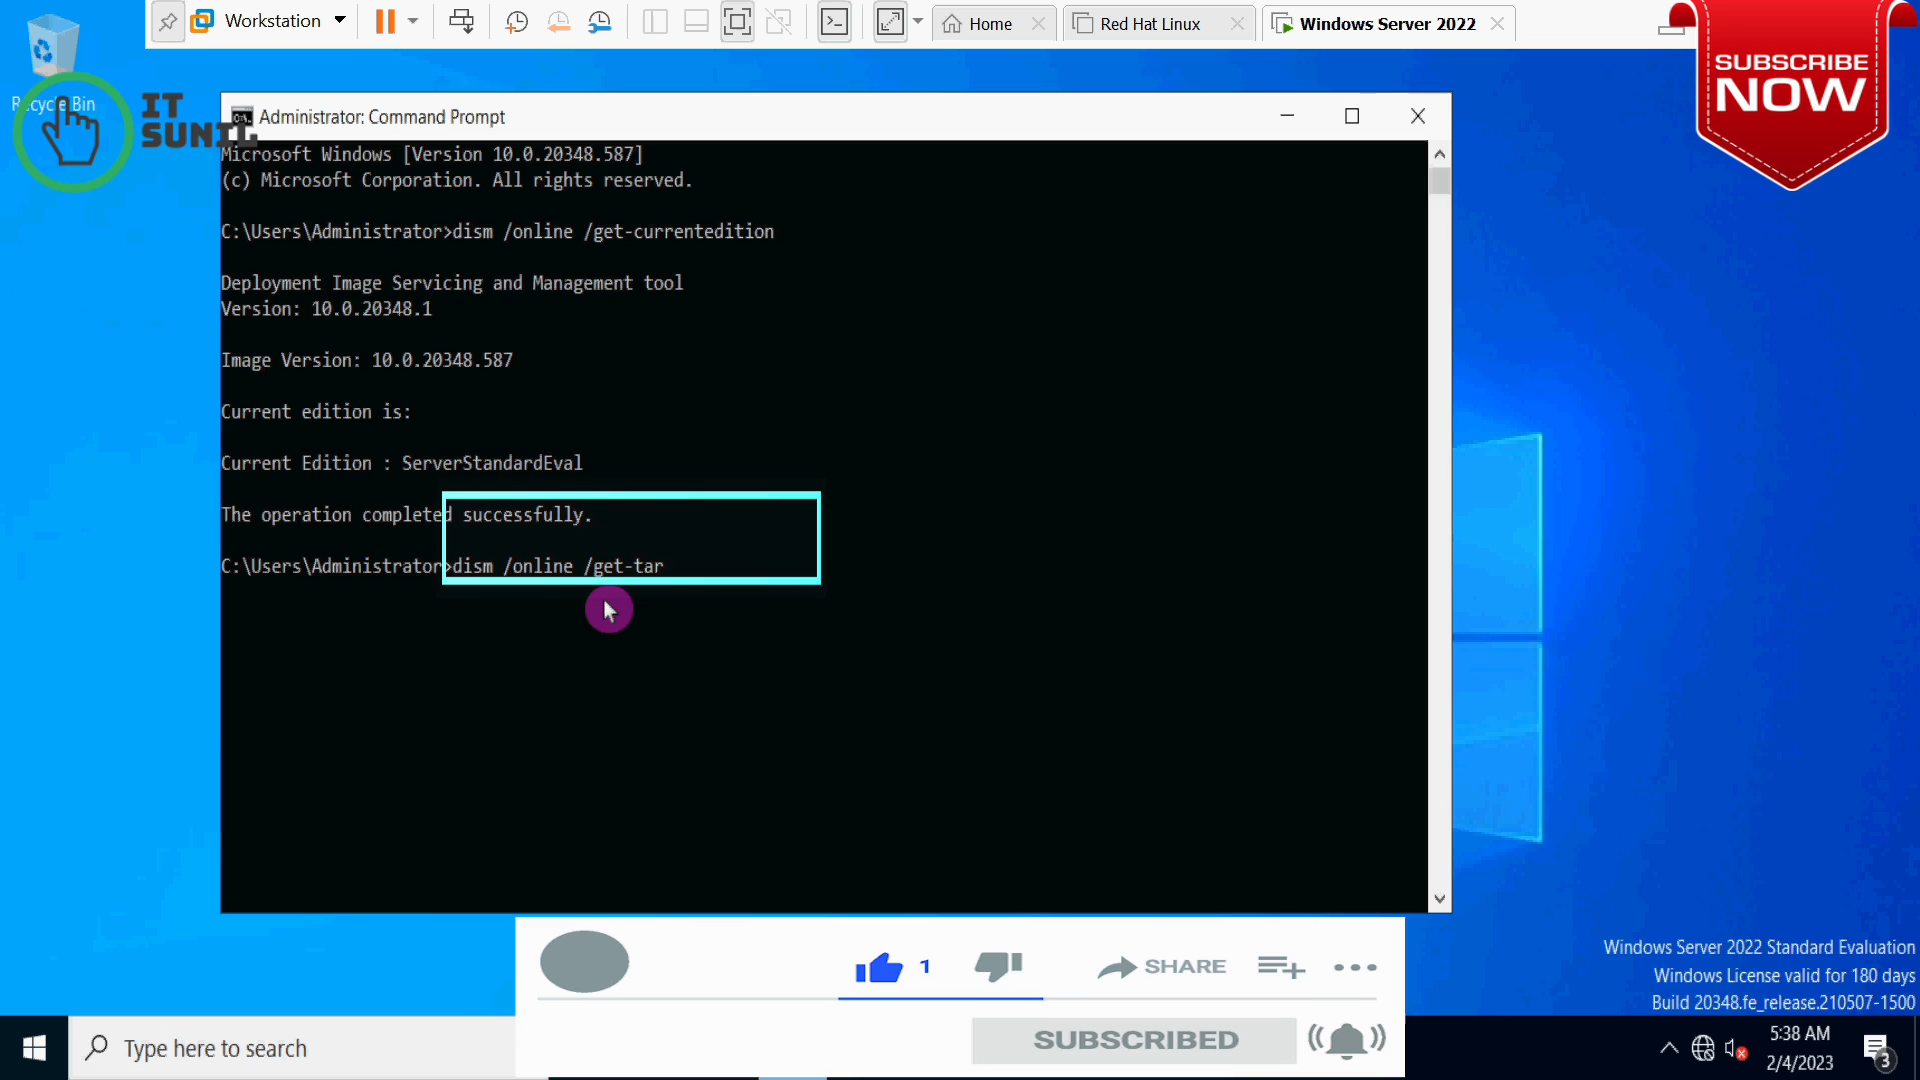 Workstation
Home
Red Hat Linux
Windows Server 2022
SUBSCRIBE
NOW
Recycle Bin
IT
SUNIL
Administrator: Command Prompt
Microsoft Windows [Version 10.0.20348.587]
(c) Microsoft Corporation. All rights reserved.
C:\Users\Administrator>dism /online /get-currentedition
Deployment Image Servicing and Management tool
Version: 10.0.20348.1
Image Version: 10.0.20348.587
Current edition is:
Current Edition : ServerStandardEval
The operation completed successfully.
C:\Users\Administrator>dism /online /get-tar
1
SHARE
SUBSCRIBED
Windows Server 2022 Standard Evaluation
Windows License valid for 180 days
Build 20348.fe_release.210507-1500
Type here to search
5:38 AM
2/4/2023
3